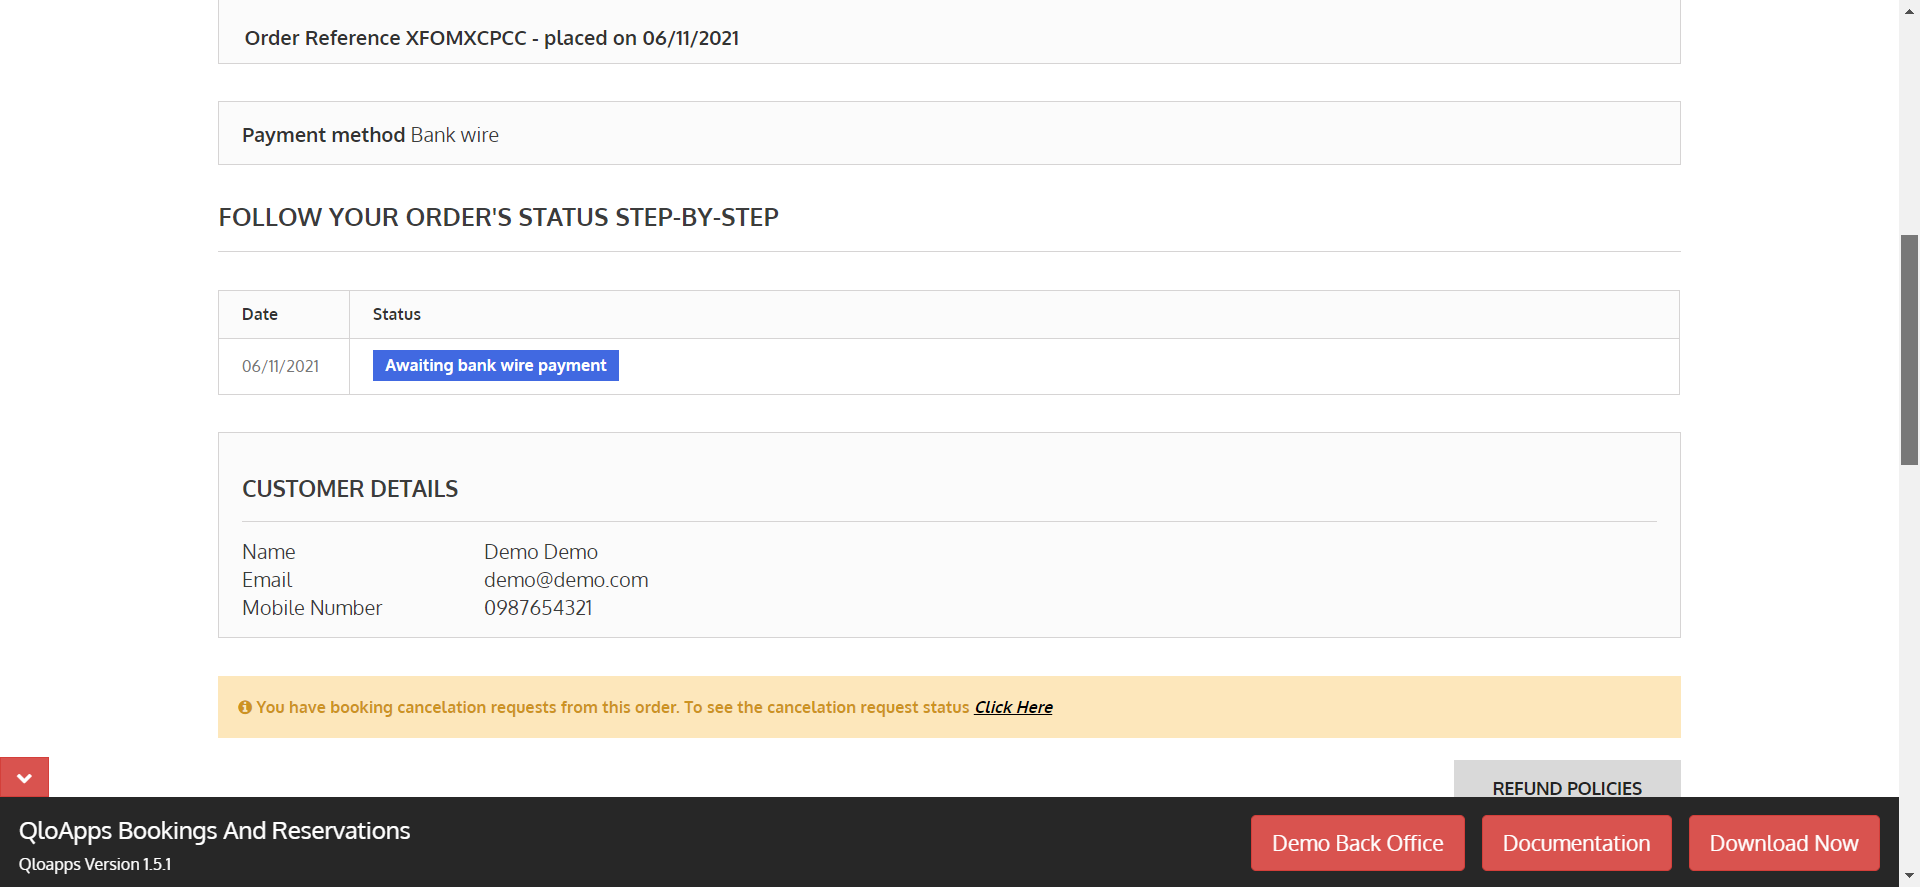 Order Reference XFOMXCPCC - placed on 06/11/2021
Payment method Bank wire
FOLLOW YOUR ORDER'S STATUS STEP-BY-STEP
Date Status
06/11/2021 Awaiting bank wire payment
CUSTOMER DETAILS
Name Demo Demo
Email demo@demo.com
Mobile Number 0987654321
You have booking cancelation requests from this order. To see the cancelation request status Click Here
REFUND POLICIES
QloApps Bookings And Reservations
Qloapps Version 1.5.1
Demo Back Office Documentation Download Now